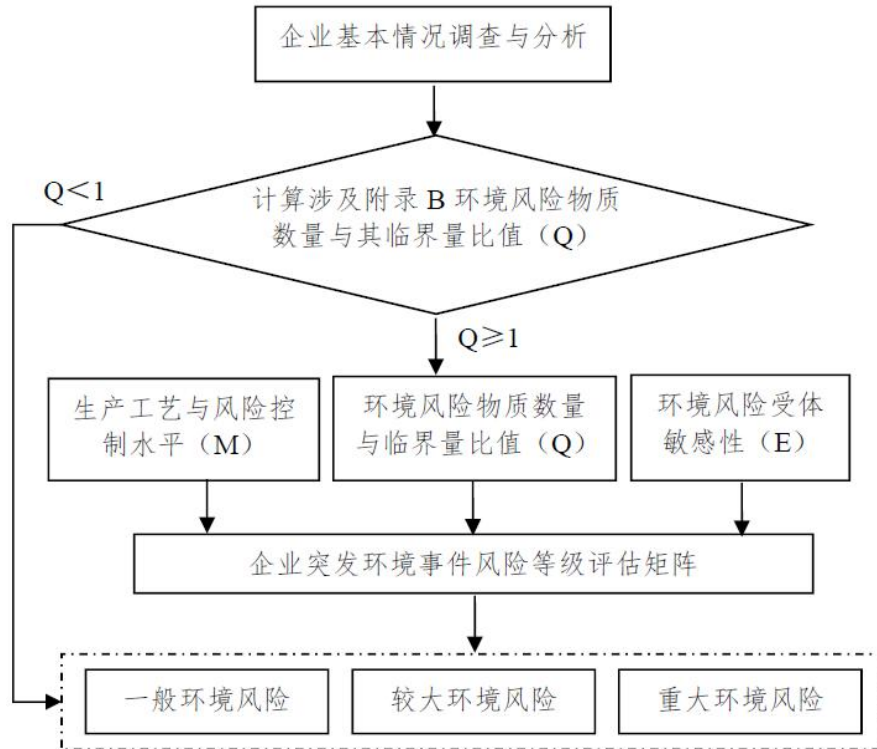 企业基本情况调查与分析
Q＜1
计算涉及附录 B 环境风险物质
数量与其临界量比值（Q）
Q≥1
生产工艺与风险控
制水平（M）
环境风险物质数量
与临界量比值（Q）
环境风险受体
敏感性（E）
企业突发环境事件风险等级评估矩阵
一般环境风险
较大环境风险
重大环境风险